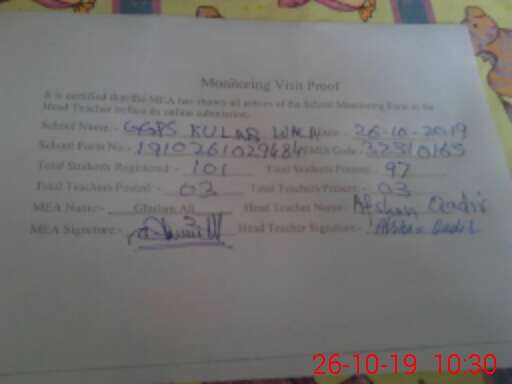 Monitoring Visit Proof
It is certified that the MEA has shown all entries of the School Monitoring Form to the
Head Teacher before its online submission.
School Name:- GGPS KULAB WALA Date:- 26-10-2019
School Form No:- 1910261029484 EMIS Code:- 32310165
Total Students Registered:- 101 Total Students Present:- 97
Total Teachers Posted:- 03 Total Teachers Present:- 03
MEA Name:- Ghulam Ali Head Teacher Name:- Afshan Qadir
MEA Signature:- Head Teacher Signature:- Afshan Qadir
26-10-19 10:30